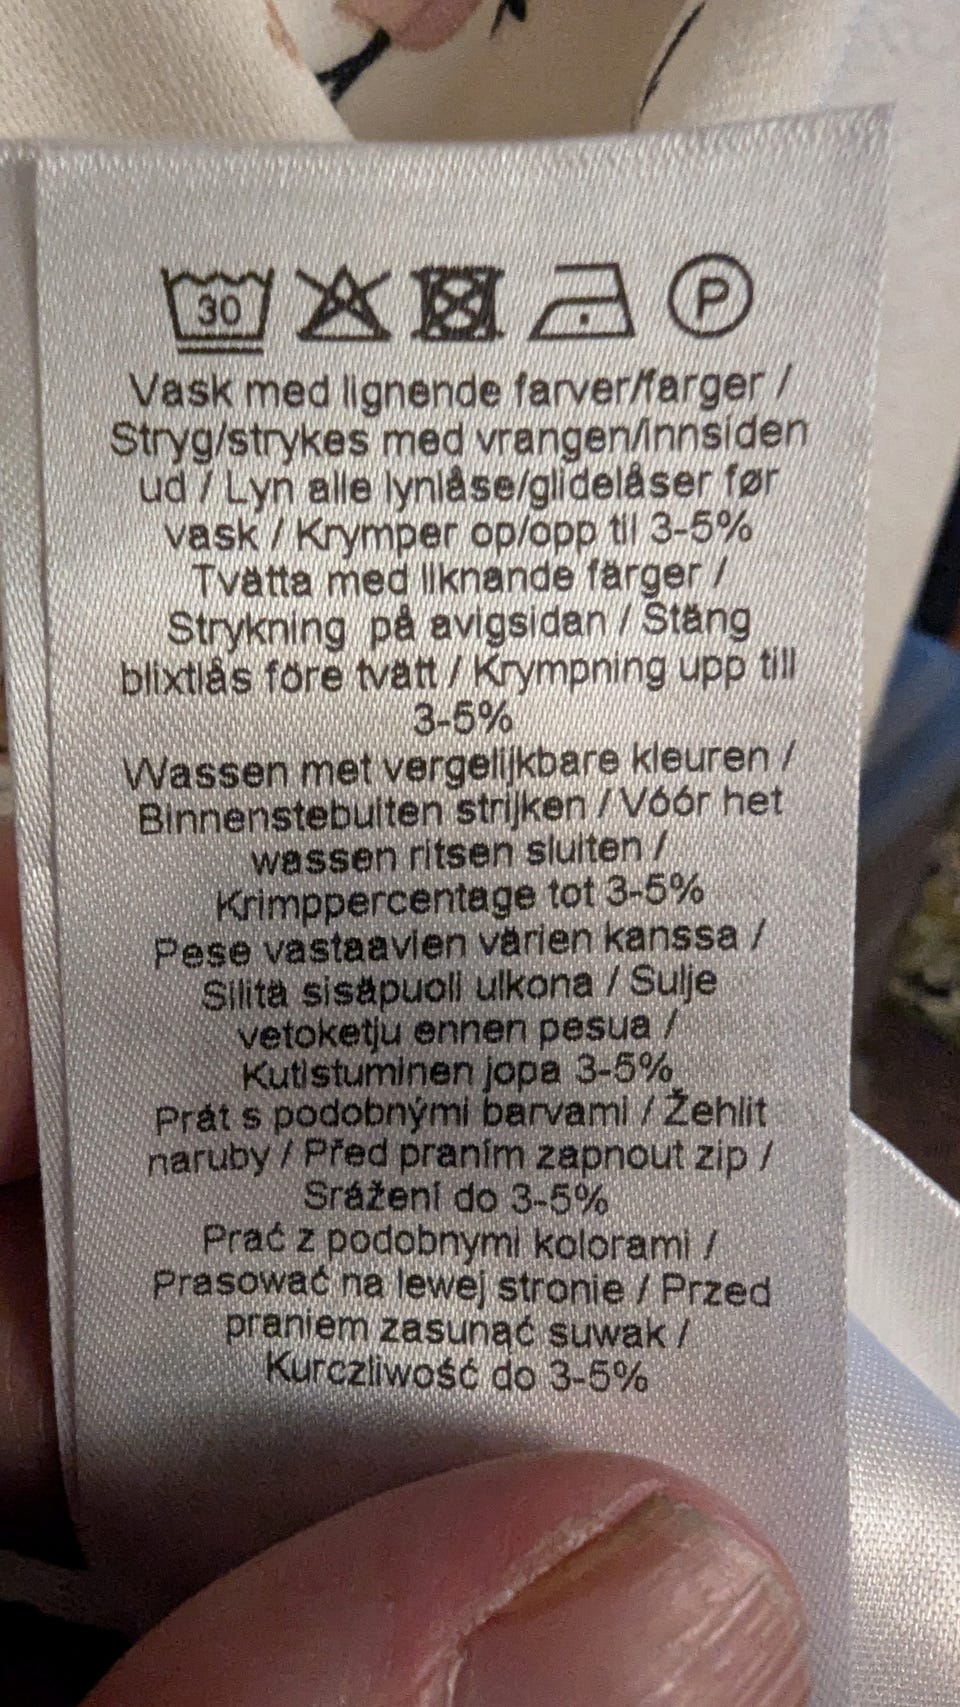 30 P
Vask med lignende farver/farger /
Stryg/strykes med vrangen/innsiden
ud / Lyn alle lynlåse/glidelåser før
vask / Krymper op/opp til 3-5%
Tvätta med liknande färger /
Strykning på avigsidan / Stäng
blixtlås före tvätt / Krympning upp till
3-5%
Wassen met vergelijkbare kleuren /
Binnenstebuiten strijken / Vóór het
wassen ritsen sluiten /
Krimppercentage tot 3-5%
Pese vastaavien värien kanssa /
Silitä sisäpuoli ulkona / Sulje
vetoketju ennen pesua /
Kutistuminen jopa 3-5%
Prát s podobnými barvami / Žehlit
naruby / Před praním zapnout zip /
Srážení do 3-5%
Prać z podobnymi kolorami /
Prasować na lewej stronie / Przed
praniem zasunąć suwak /
Kurczliwość do 3-5%